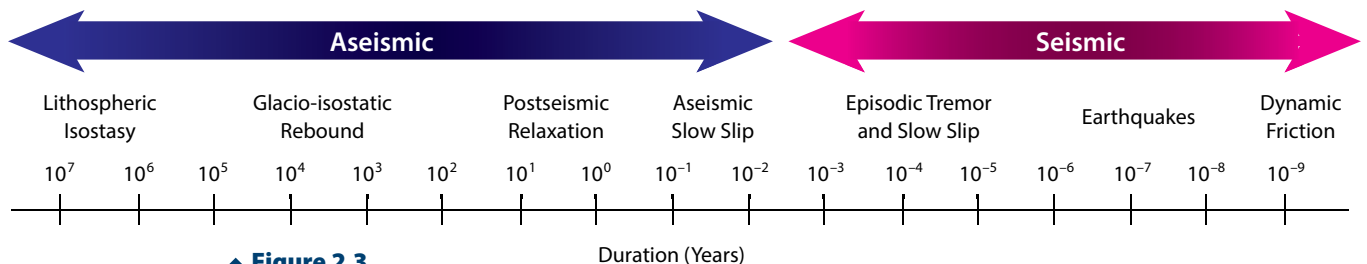 Aseismic Seismic
Lithospheric Glacio-isostatic Postseismic Aseismic Episodic Tremor Earthquakes Dynamic
Isostasy Rebound Relaxation Slow Slip and Slow Slip Friction
10⁷ 10⁶ 10⁵ 10⁴ 10³ 10² 10¹ 10⁰ 10⁻¹ 10⁻² 10⁻³ 10⁻⁴ 10⁻⁵ 10⁻⁶ 10⁻⁷ 10⁻⁸ 10⁻⁹
Duration (Years)
Figure 2.3